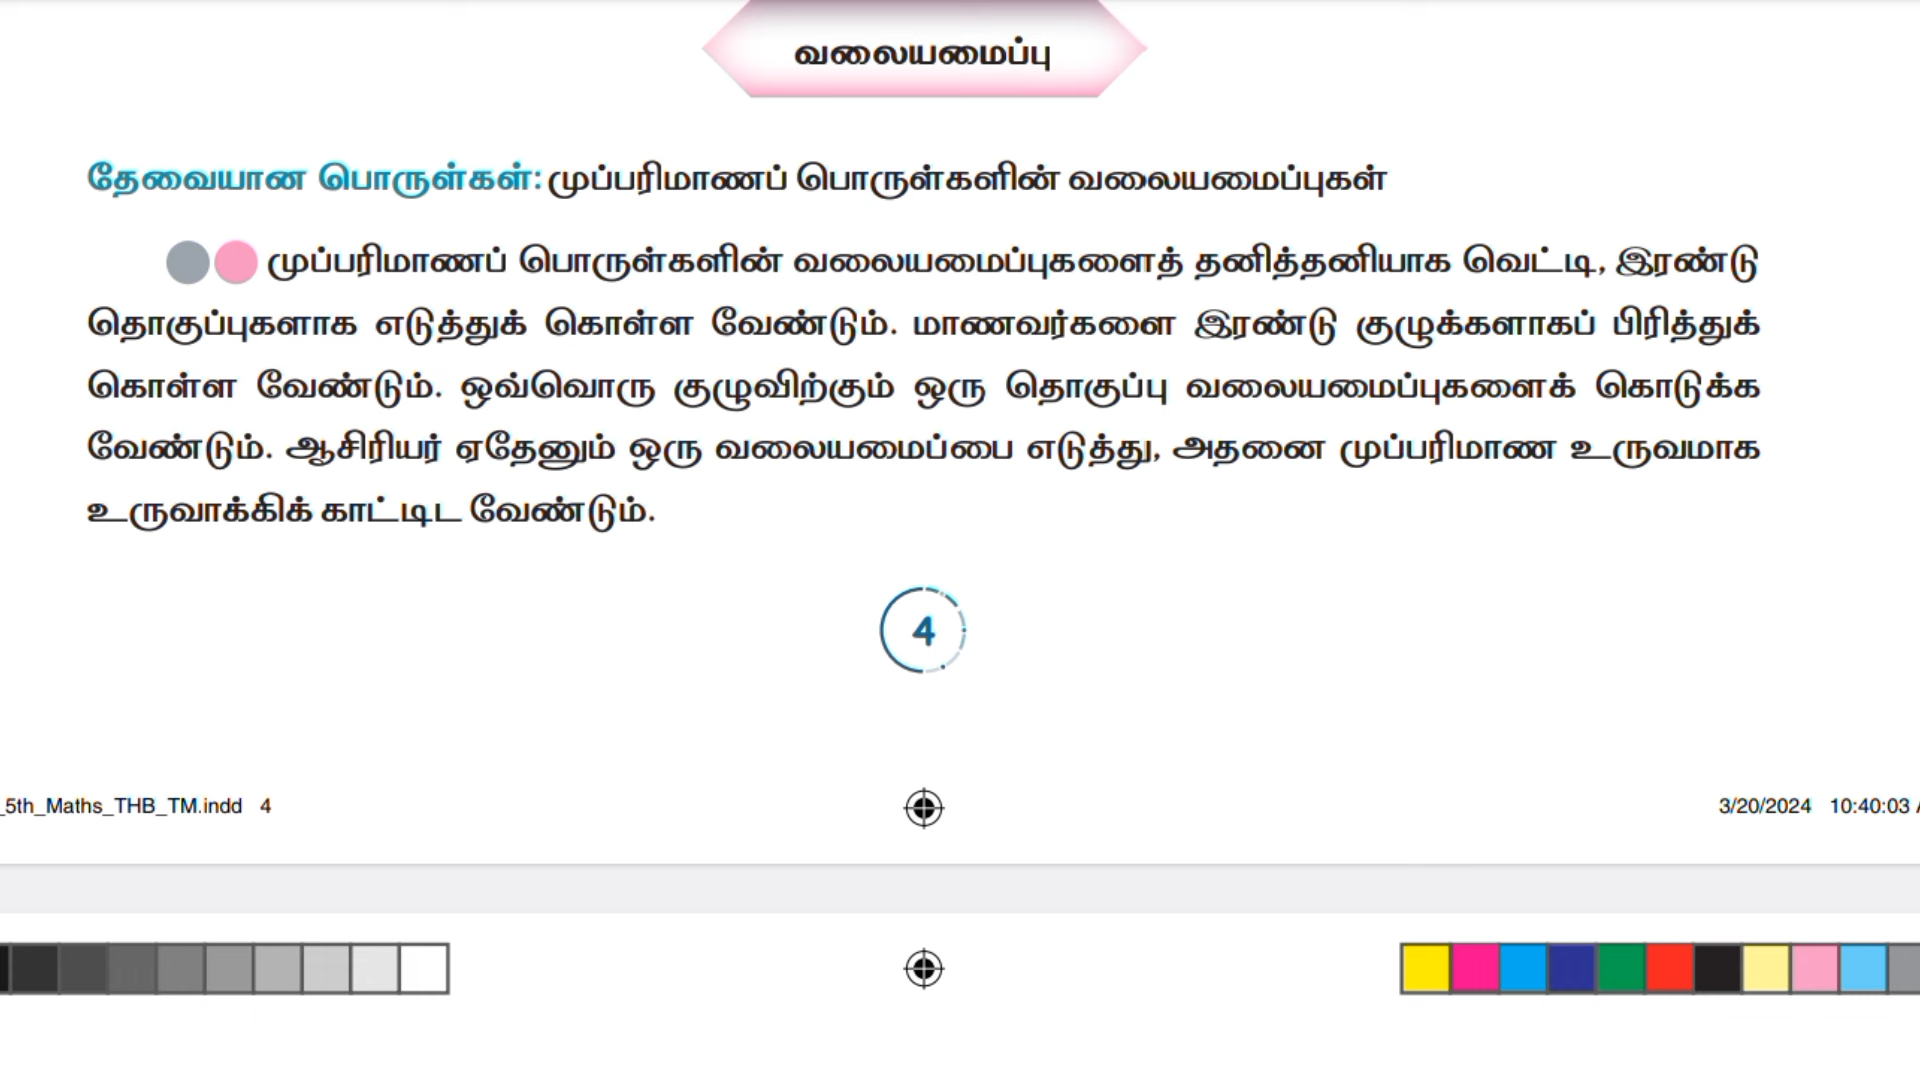 வலையமைப்பு
தேவையான பொருள்கள்: முப்பரிமாணப் பொருள்களின் வலையமைப்புகள்
முப்பரிமாணப் பொருள்களின் வலையமைப்புகளைத் தனித்தனியாக வெட்டி, இரண்டு
தொகுப்புகளாக எடுத்துக் கொள்ள வேண்டும். மாணவர்களை இரண்டு குழுக்களாகப் பிரித்துக்
கொள்ள வேண்டும். ஒவ்வொரு குழுவிற்கும் ஒரு தொகுப்பு வலையமைப்புகளைக் கொடுக்க
வேண்டும். ஆசிரியர் ஏதேனும் ஒரு வலையமைப்பை எடுத்து, அதனை முப்பரிமாண உருவமாக
உருவாக்கிக் காட்டிட வேண்டும்.
4
_5th_Maths_THB_TM.indd 4
3/20/2024 10:40:03 A